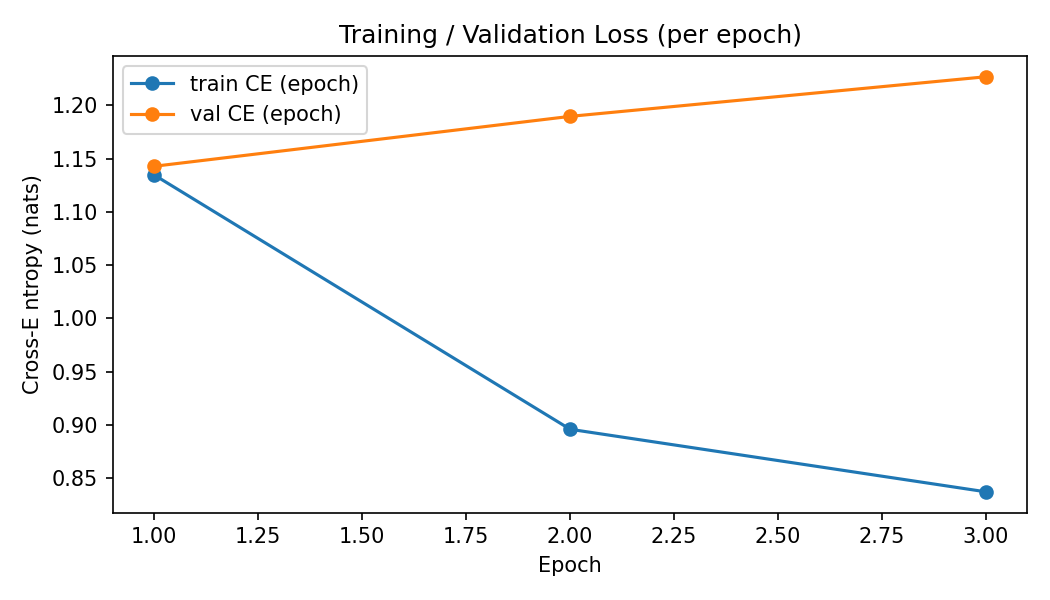 Training / Validation Loss (per epoch)
train CE (epoch)
val CE (epoch)
Cross-E ntropy (nats)
1.20
1.15
1.10
1.05
1.00
0.95
0.90
0.85
1.00 1.25 1.50 1.75 2.00 2.25 2.50 2.75 3.00
Epoch